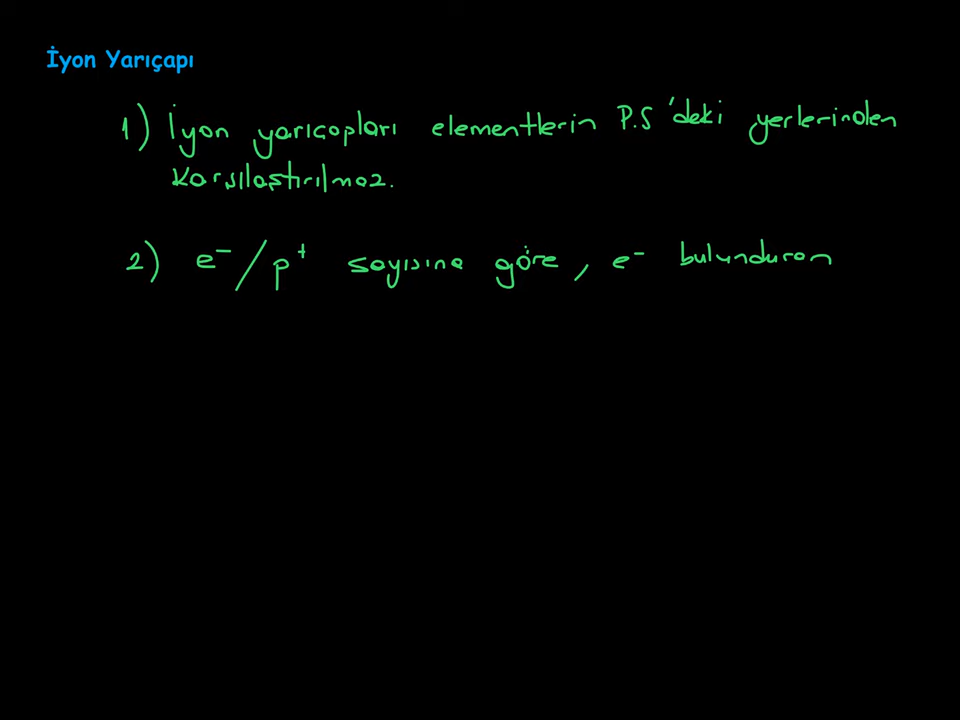 İyon Yarıçapı
1) İyon yarıçapları elementlerin P.S'deki yerlerinden
karşılaştırılmaz.
2) e⁻/p⁺ sayısına göre, e⁻ bulunduran